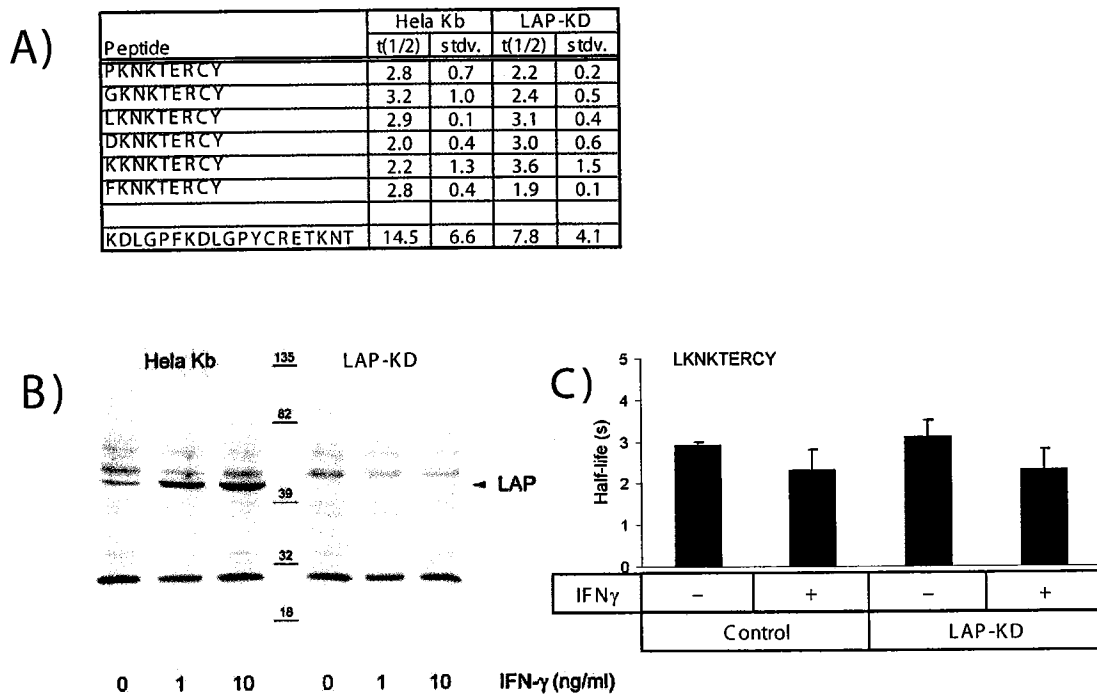 A)
Hela Kb LAP-KD
Peptide t(1/2) stdv. t(1/2) stdv.
PKNKTERCY 2.8 0.7 2.2 0.2
GKNKTERCY 3.2 1.0 2.4 0.5
LKNKTERCY 2.9 0.1 3.1 0.4
DKNKTERCY 2.0 0.4 3.0 0.6
KKNKTERCY 2.2 1.3 3.6 1.5
FKNKTERCY 2.8 0.4 1.9 0.1
KDLGPFKDLGPYCRETKNT 14.5 6.6 7.8 4.1
B)
Hela Kb 135 LAP-KD
82
LAP
39
32
18
0 1 10 0 1 10 IFN-γ (ng/ml)
C)
LKNKTERCY
Half-life (s)
5
4
3
2
1
0
IFNγ − + − +
Control LAP-KD